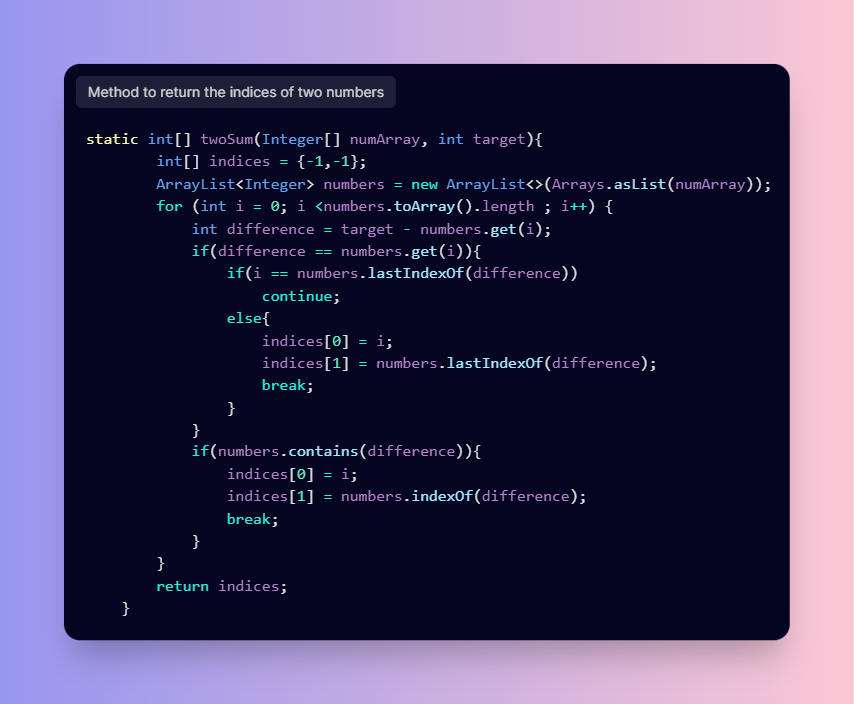 Method to return the indices of two numbers
static int[] twoSum(Integer[] numArray, int target){
int[] indices = {-1,-1};
ArrayList<Integer> numbers = new ArrayList<>(Arrays.asList(numArray));
for (int i = 0; i <numbers.toArray().length ; i++) {
int difference = target - numbers.get(i);
if(difference == numbers.get(i)){
if(i == numbers.lastIndexOf(difference))
continue;
else{
indices[0] = i;
indices[1] = numbers.lastIndexOf(difference);
break;
}
}
if(numbers.contains(difference)){
indices[0] = i;
indices[1] = numbers.indexOf(difference);
break;
}
}
return indices;
}